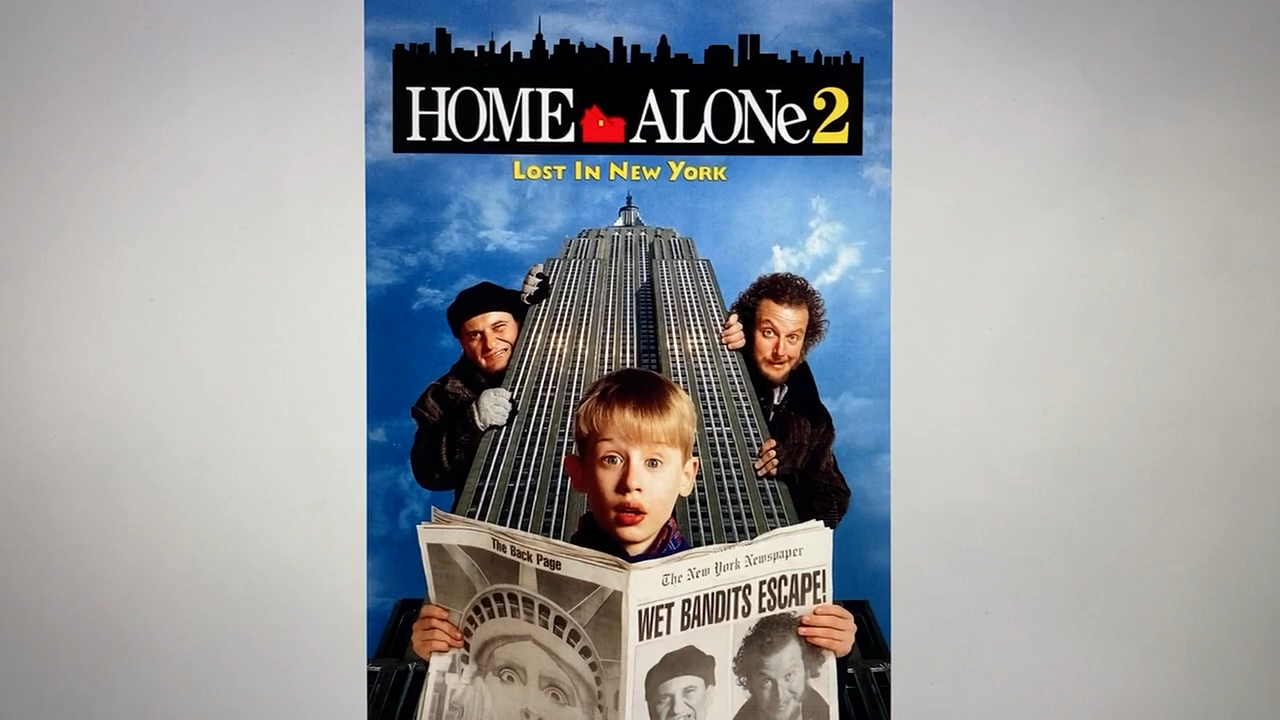 HOME ALONe 2
Lost In New York
The Back Page
The New York Newspaper
WET BANDITS ESCAPE!